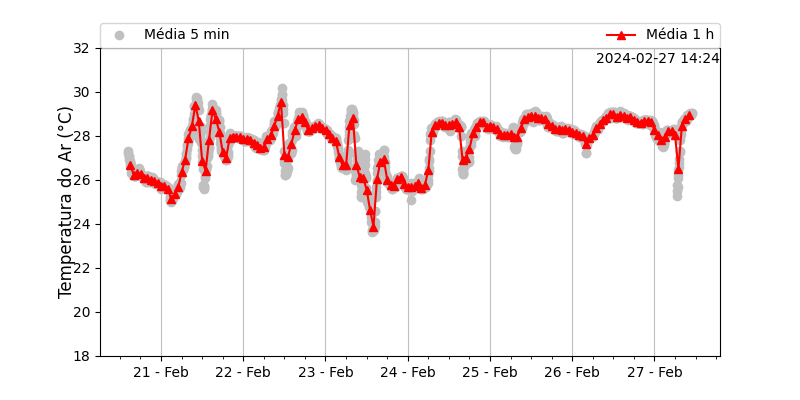 Média 5 min
Média 1 h
2024-02-27 14:24
Temperatura do Ar (°C)
32
30
28
26
24
22
20
18
21 - Feb
22 - Feb
23 - Feb
24 - Feb
25 - Feb
26 - Feb
27 - Feb